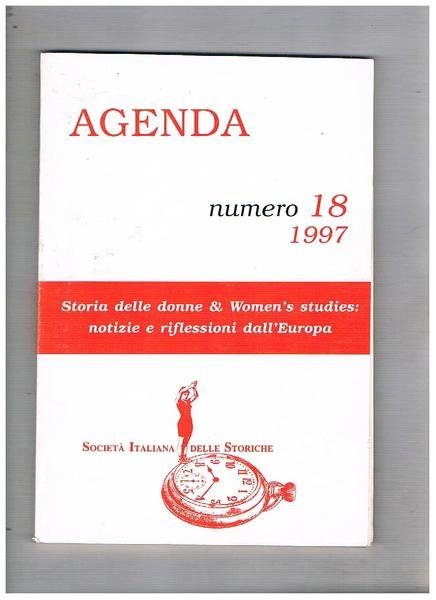 AGENDA
numero 18
1997
Storia delle donne & Women's studies:
notizie e riflessioni dall'Europa
SOCIETÀ ITALIANA DELLE STORICHE